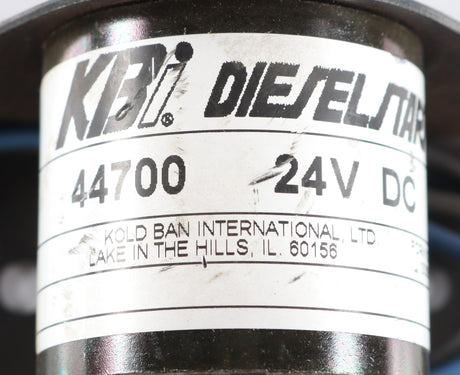 KBi® DIESELSTAR
44700 24V DC
KOLD BAN INTERNATIONAL, LTD
LAKE IN THE HILLS, IL. 60156